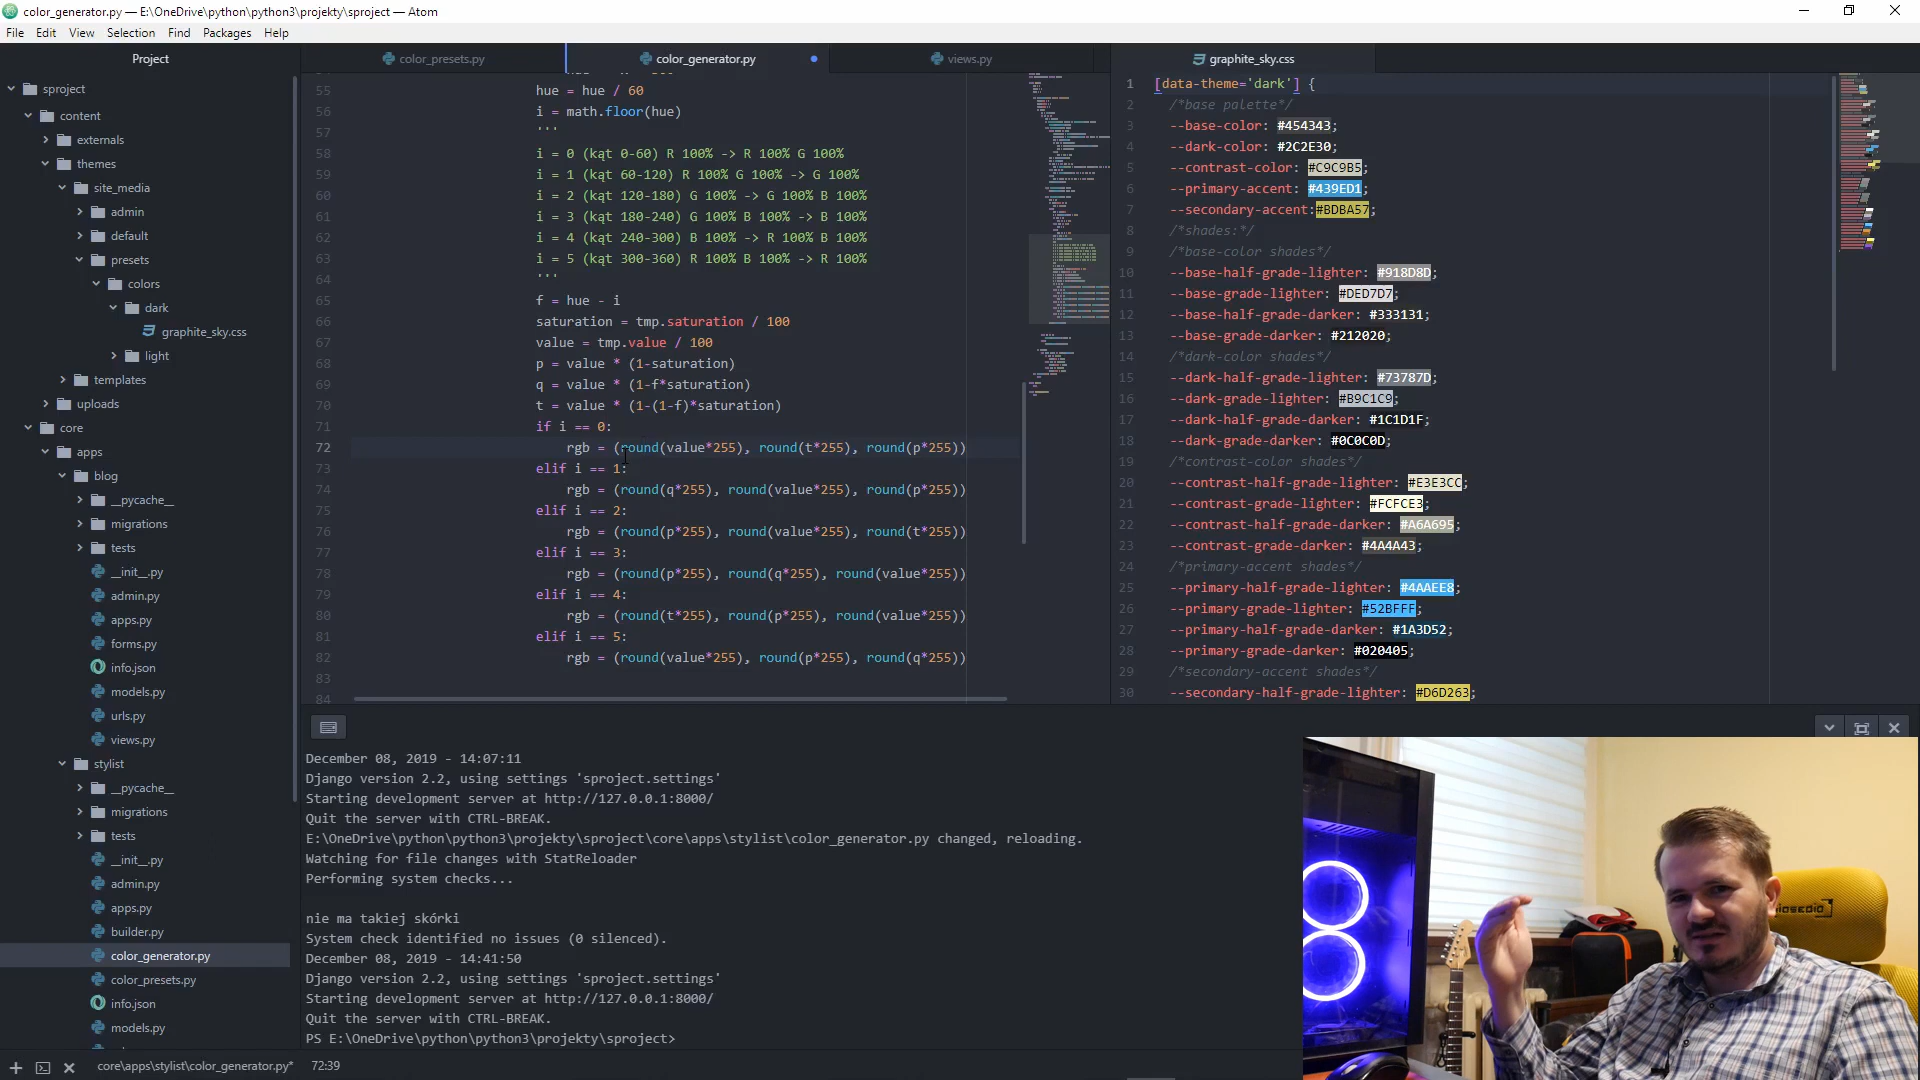 color_generator.py — E:\OneDrive\python\python3\projekty\sproject — Atom
File Edit View Selection Find Packages Help
Project
sproject
content
externals
themes
site_media
admin
default
presets
colors
dark
graphite_sky.css
light
templates
uploads
core
apps
blog
__pycache__
migrations
tests
__init__.py
admin.py
apps.py
forms.py
info.json
models.py
urls.py
views.py
stylist
__pycache__
migrations
tests
__init__.py
admin.py
apps.py
builder.py
color_generator.py
color_presets.py
info.json
models.py
color_presets.py color_generator.py views.py
55 hue = hue / 60
56 i = math.floor(hue)
57 '''
58 i = 0 (kąt 0-60) R 100% -> R 100% G 100%
59 i = 1 (kąt 60-120) R 100% G 100% -> G 100%
60 i = 2 (kąt 120-180) G 100% -> G 100% B 100%
61 i = 3 (kąt 180-240) G 100% B 100% -> B 100%
62 i = 4 (kąt 240-300) B 100% -> R 100% B 100%
63 i = 5 (kąt 300-360) R 100% B 100% -> R 100%
64 '''
65 f = hue - i
66 saturation = tmp.saturation / 100
67 value = tmp.value / 100
68 p = value * (1-saturation)
69 q = value * (1-f*saturation)
70 t = value * (1-(1-f)*saturation)
71 if i == 0:
72 rgb = (round(value*255), round(t*255), round(p*255))
73 elif i == 1:
74 rgb = (round(q*255), round(value*255), round(p*255))
75 elif i == 2:
76 rgb = (round(p*255), round(value*255), round(t*255))
77 elif i == 3:
78 rgb = (round(p*255), round(q*255), round(value*255))
79 elif i == 4:
80 rgb = (round(t*255), round(p*255), round(value*255))
81 elif i == 5:
82 rgb = (round(value*255), round(p*255), round(q*255))
83
84
graphite_sky.css
1 [data-theme='dark'] {
2 /*base palette*/
3 --base-color: #454343;
4 --dark-color: #2C2E30;
5 --contrast-color: #C9C9B5;
6 --primary-accent: #439ED1;
7 --secondary-accent:#BDBA57;
8 /*shades:*/
9 /*base-color shades*/
10 --base-half-grade-lighter: #918D8D;
11 --base-grade-lighter: #DED7D7;
12 --base-half-grade-darker: #333131;
13 --base-grade-darker: #212020;
14 /*dark-color shades*/
15 --dark-half-grade-lighter: #73787D;
16 --dark-grade-lighter: #B9C1C9;
17 --dark-half-grade-darker: #1C1D1F;
18 --dark-grade-darker: #0C0C0D;
19 /*contrast-color shades*/
20 --contrast-half-grade-lighter: #E3E3CC;
21 --contrast-grade-lighter: #FCFCE3;
22 --contrast-half-grade-darker: #A6A695;
23 --contrast-grade-darker: #4A4A43;
24 /*primary-accent shades*/
25 --primary-half-grade-lighter: #4AAEE8;
26 --primary-grade-lighter: #52BFFF;
27 --primary-half-grade-darker: #1A3D52;
28 --primary-grade-darker: #020405;
29 /*secondary-accent shades*/
30 --secondary-half-grade-lighter: #D6D263;
December 08, 2019 - 14:07:11
Django version 2.2, using settings 'sproject.settings'
Starting development server at http://127.0.0.1:8000/
Quit the server with CTRL-BREAK.
E:\OneDrive\python\python3\projekty\sproject\core\apps\stylist\color_generator.py changed, reloading.
Watching for file changes with StatReloader
Performing system checks...
nie ma takiej skórki
System check identified no issues (0 silenced).
December 08, 2019 - 14:41:50
Django version 2.2, using settings 'sproject.settings'
Starting development server at http://127.0.0.1:8000/
Quit the server with CTRL-BREAK.
PS E:\OneDrive\python\python3\projekty\sproject>
core\apps\stylist\color_generator.py* 72:39